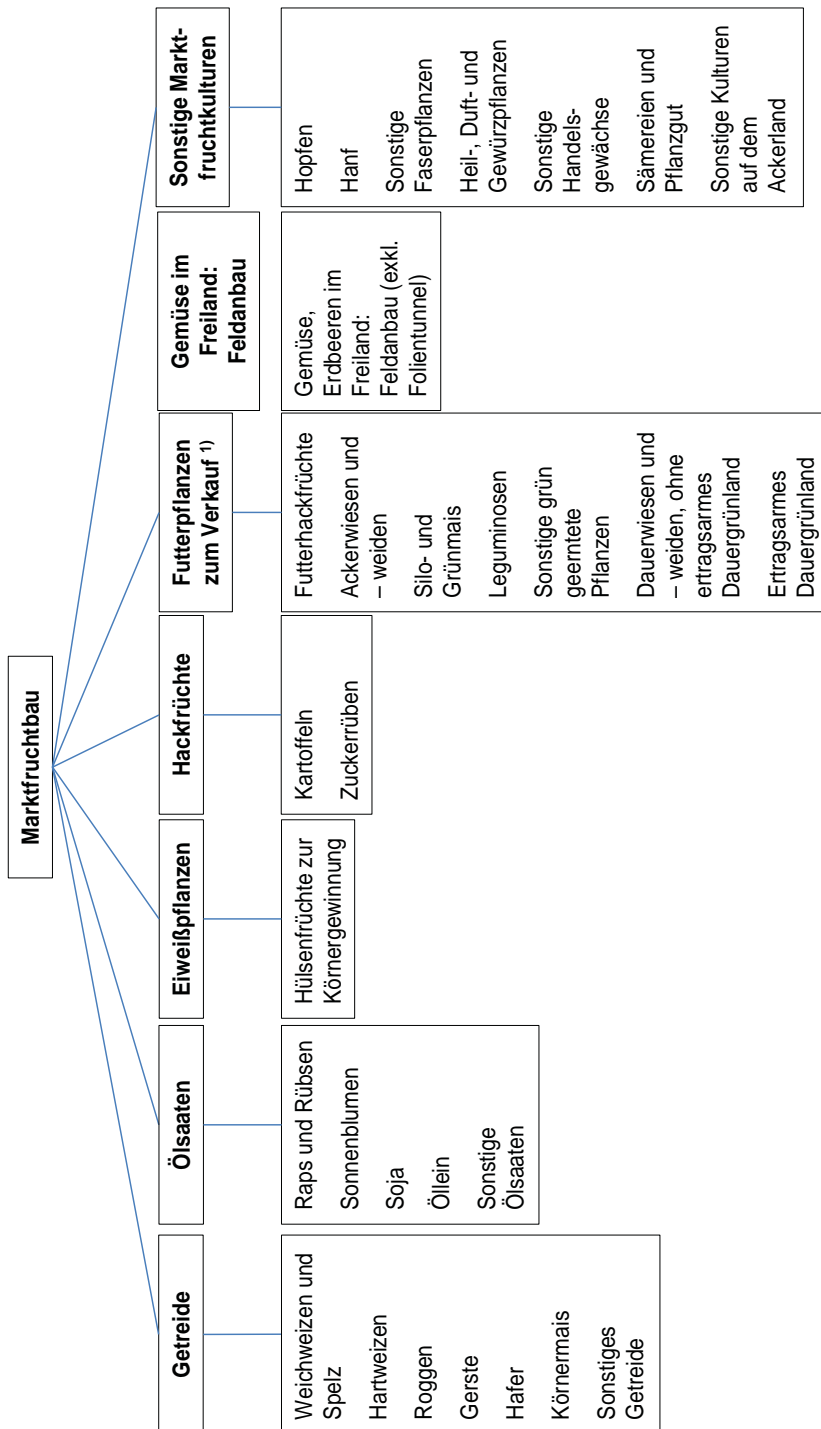 Marktfruchtbau
Getreide
Weichweizen und
Spelz
Hartweizen
Roggen
Gerste
Hafer
Körnermais
Sonstiges
Getreide
Ölsaaten
Raps und Rübsen
Sonnenblumen
Soja
Öllein
Sonstige
Ölsaaten
Eiweißpflanzen
Hülsenfrüchte zur
Körnergewinnung
Hackfrüchte
Kartoffeln
Zuckerrüben
Futterpflanzen
zum Verkauf ¹⁾
Futterhackfrüchte
Ackerwiesen und
– weiden
Silo- und
Grünmais
Leguminosen
Sonstige grün
geerntete
Pflanzen
Dauerwiesen und
– weiden, ohne
ertragsarmes
Dauergrünland
Ertragsarmes
Dauergrünland
Gemüse im
Freiland:
Feldanbau
Gemüse,
Erdbeeren im
Freiland:
Feldanbau (exkl.
Folientunnel)
Sonstige Markt-
fruchtkulturen
Hopfen
Hanf
Sonstige
Faserpflanzen
Heil-, Duft- und
Gewürzpflanzen
Sonstige
Handels-
gewächse
Sämereien und
Pflanzgut
Sonstige Kulturen
auf dem
Ackerland